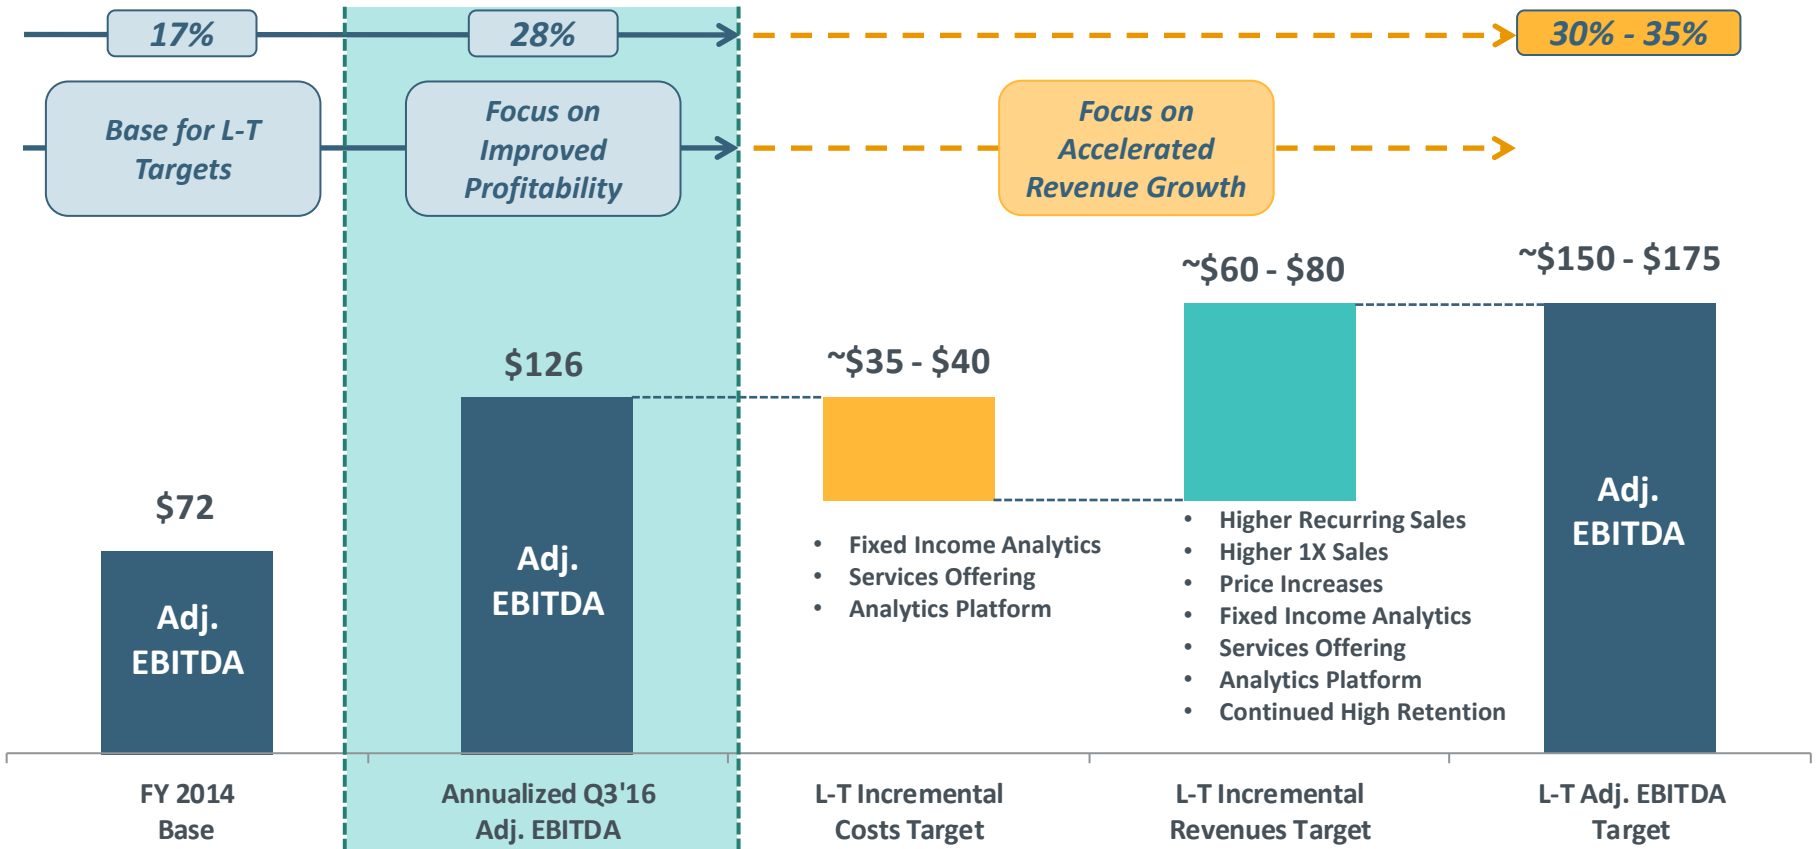 17%
28%
30% - 35%
Base for L-T
Targets
Focus on
Improved
Profitability
Focus on
Accelerated
Revenue Growth
$72
Adj.
EBITDA
$126
Adj.
EBITDA
~$35 - $40
• Fixed Income Analytics
• Services Offering
• Analytics Platform
~$60 - $80
• Higher Recurring Sales
• Higher 1X Sales
• Price Increases
• Fixed Income Analytics
• Services Offering
• Analytics Platform
• Continued High Retention
~$150 - $175
Adj.
EBITDA
FY 2014
Base
Annualized Q3'16
Adj. EBITDA
L-T Incremental
Costs Target
L-T Incremental
Revenues Target
L-T Adj. EBITDA
Target